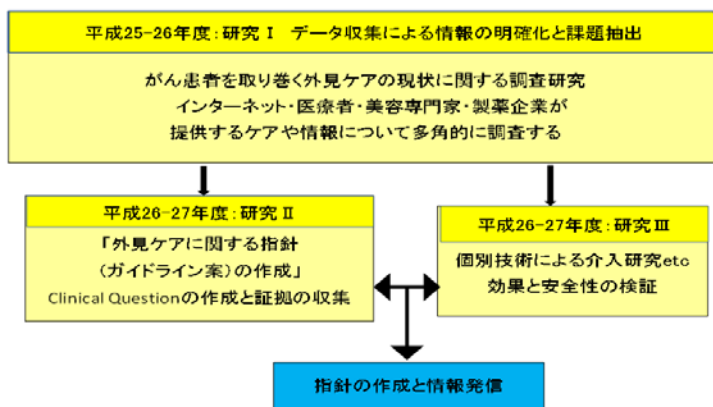 平成25-26年度：研究Ⅰ　データ収集による情報の明確化と課題抽出
がん患者を取り巻く外見ケアの現状に関する調査研究
インターネット・医療者・美容専門家・製薬企業が
提供するケアや情報について多角的に調査する
平成26-27年度：研究Ⅱ
「外見ケアに関する指針
（ガイドライン案）の作成」
Clinical Questionの作成と証拠の収集
平成26-27年度：研究Ⅲ
個別技術による介入研究etc
効果と安全性の検証
指針の作成と情報発信